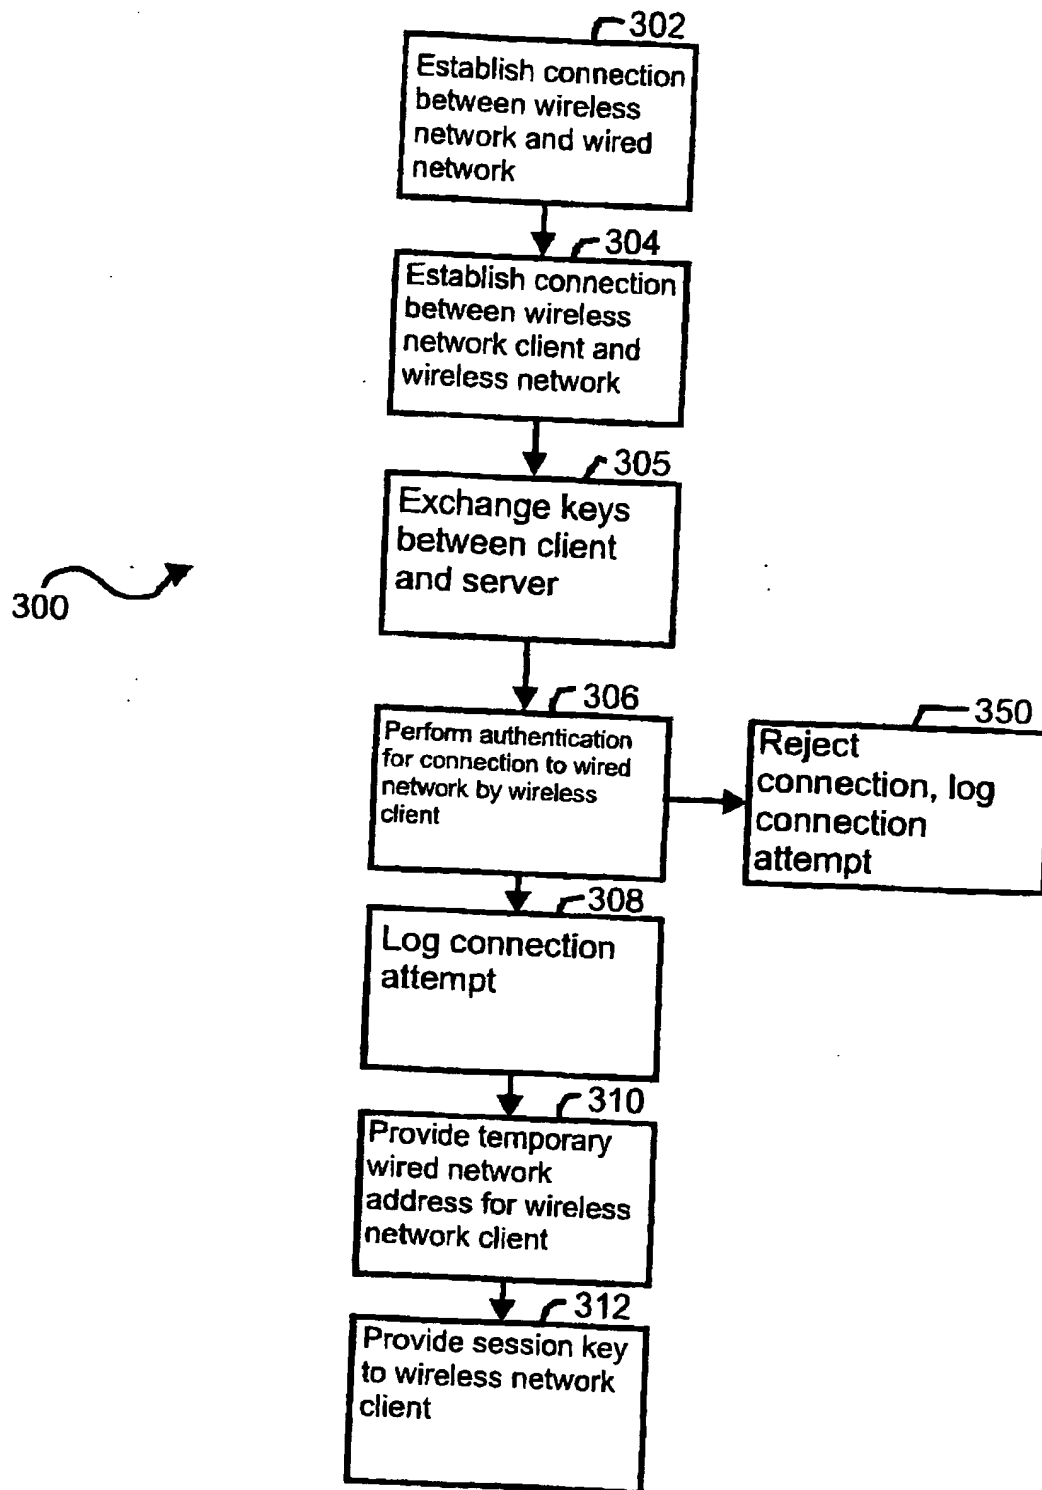 302
Establish connection
between wireless
network and wired
network
304
Establish connection
between wireless
network client and
wireless network
305
Exchange keys
between client
and server
300
306
Perform authentication
for connection to wired
network by wireless
client
350
Reject
connection, log
connection
attempt
308
Log connection
attempt
310
Provide temporary
wired network
address for wireless
network client
312
Provide session key
to wireless network
client